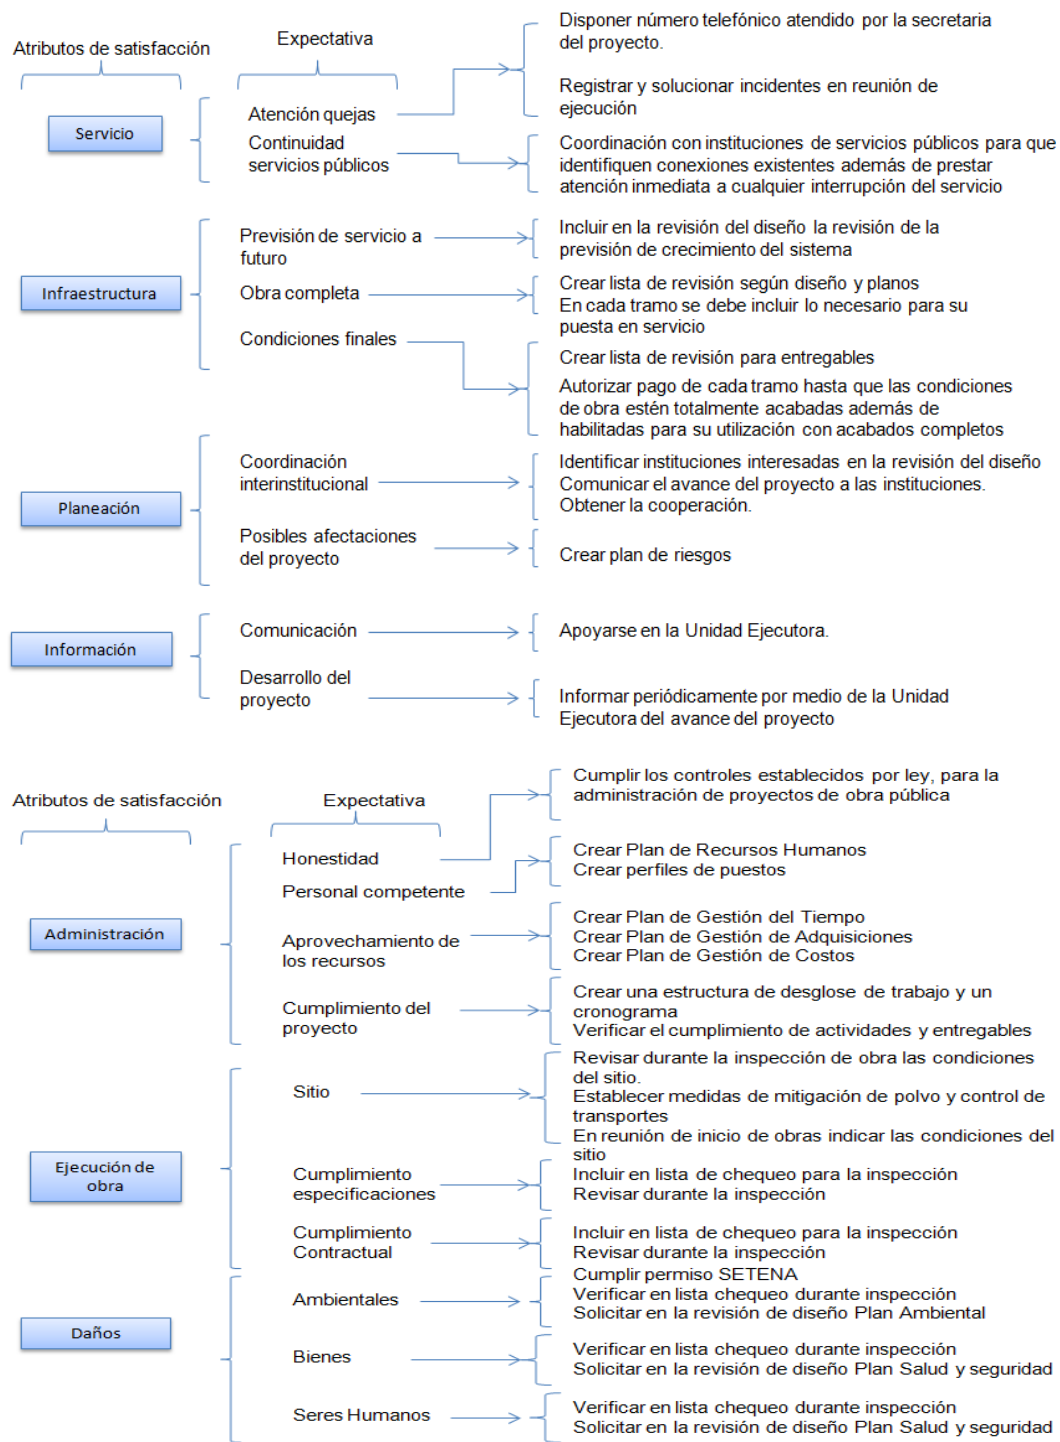 Atributos de satisfacción
Expectativa
Disponer número telefónico atendido por la secretaria
del proyecto.
Registrar y solucionar incidentes en reunión de
ejecución
Servicio
Atención quejas
Continuidad
servicios públicos
Coordinación con instituciones de servicios públicos para que
identifiquen conexiones existentes además de prestar
atención inmediata a cualquier interrupción del servicio
Infraestructura
Previsión de servicio a
futuro
Incluir en la revisión del diseño la revisión de la
previsión de crecimiento del sistema
Obra completa
Crear lista de revisión según diseño y planos
En cada tramo se debe incluir lo necesario para su
puesta en servicio
Condiciones finales
Crear lista de revisión para entregables
Autorizar pago de cada tramo hasta que las condiciones
de obra estén totalmente acabadas además de
habilitadas para su utilización con acabados completos
Planeación
Coordinación
interinstitucional
Identificar instituciones interesadas en la revisión del diseño
Comunicar el avance del proyecto a las instituciones.
Obtener la cooperación.
Posibles afectaciones
del proyecto
Crear plan de riesgos
Información
Comunicación
Apoyarse en la Unidad Ejecutora.
Desarrollo del
proyecto
Informar periódicamente por medio de la Unidad
Ejecutora del avance del proyecto
Atributos de satisfacción
Expectativa
Cumplir los controles establecidos por ley, para la
administración de proyectos de obra pública
Administración
Honestidad
Personal competente
Crear Plan de Recursos Humanos
Crear perfiles de puestos
Aprovechamiento de
los recursos
Crear Plan de Gestión del Tiempo
Crear Plan de Gestión de Adquisiciones
Crear Plan de Gestión de Costos
Cumplimiento del
proyecto
Crear una estructura de desglose de trabajo y un
cronograma
Verificar el cumplimiento de actividades y entregables
Ejecución de
obra
Sitio
Revisar durante la inspección de obra las condiciones
del sitio.
Establecer medidas de mitigación de polvo y control de
transportes
En reunión de inicio de obras indicar las condiciones del
sitio
Cumplimiento
especificaciones
Incluir en lista de chequeo para la inspección
Revisar durante la inspección
Cumplimiento
Contractual
Incluir en lista de chequeo para la inspección
Revisar durante la inspección
Daños
Ambientales
Cumplir permiso SETENA
Verificar en lista chequeo durante inspección
Solicitar en la revisión de diseño Plan Ambiental
Bienes
Verificar en lista chequeo durante inspección
Solicitar en la revisión de diseño Plan Salud y seguridad
Seres Humanos
Verificar en lista chequeo durante inspección
Solicitar en la revisión de diseño Plan Salud y seguridad